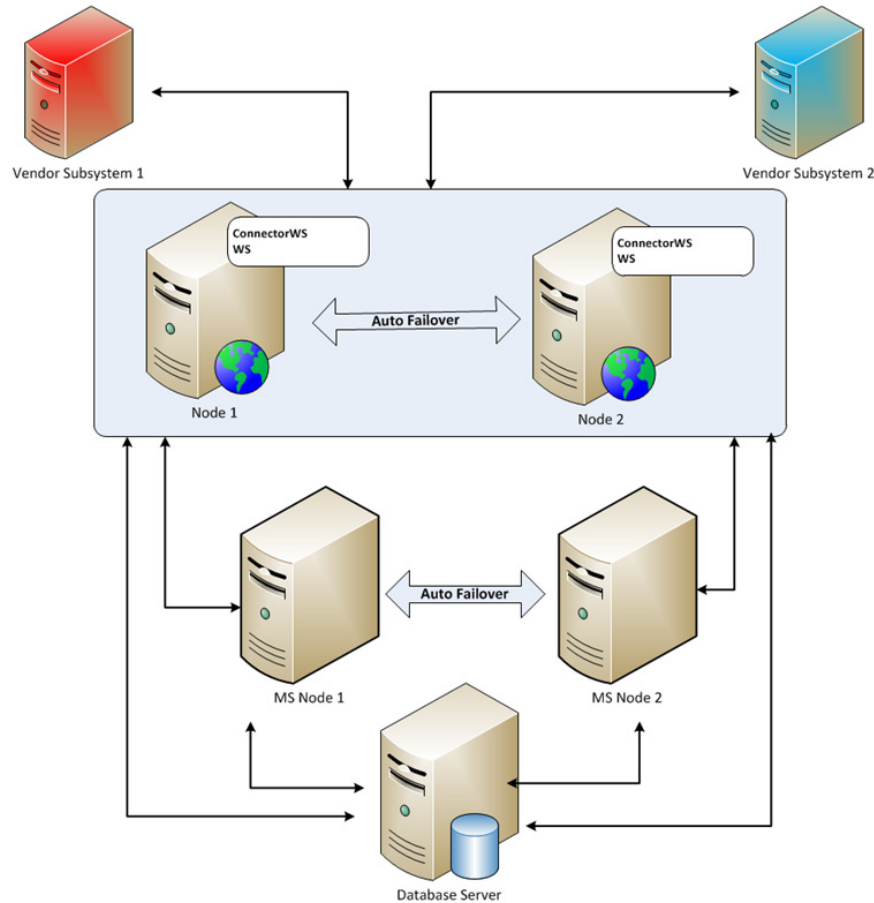 Vendor Subsystem 1
Vendor Subsystem 2
ConnectorWS
WS
ConnectorWS
WS
Auto Failover
Node 1
Node 2
Auto Failover
MS Node 1
MS Node 2
Database Server